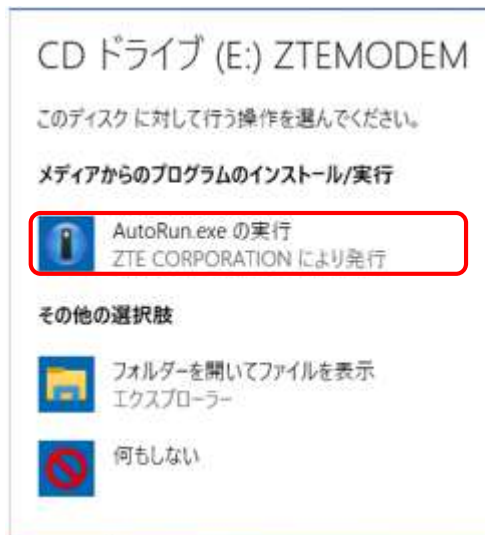 CD ドライブ (E:) ZTEMODEM
このディスク に対して行う操作を選んでください。
メディアからのプログラムのインストール/実行
AutoRun.exe の実行
ZTE CORPORATION により発行
その他の選択肢
フォルダーを開いてファイルを表示
エクスプローラー
何もしない